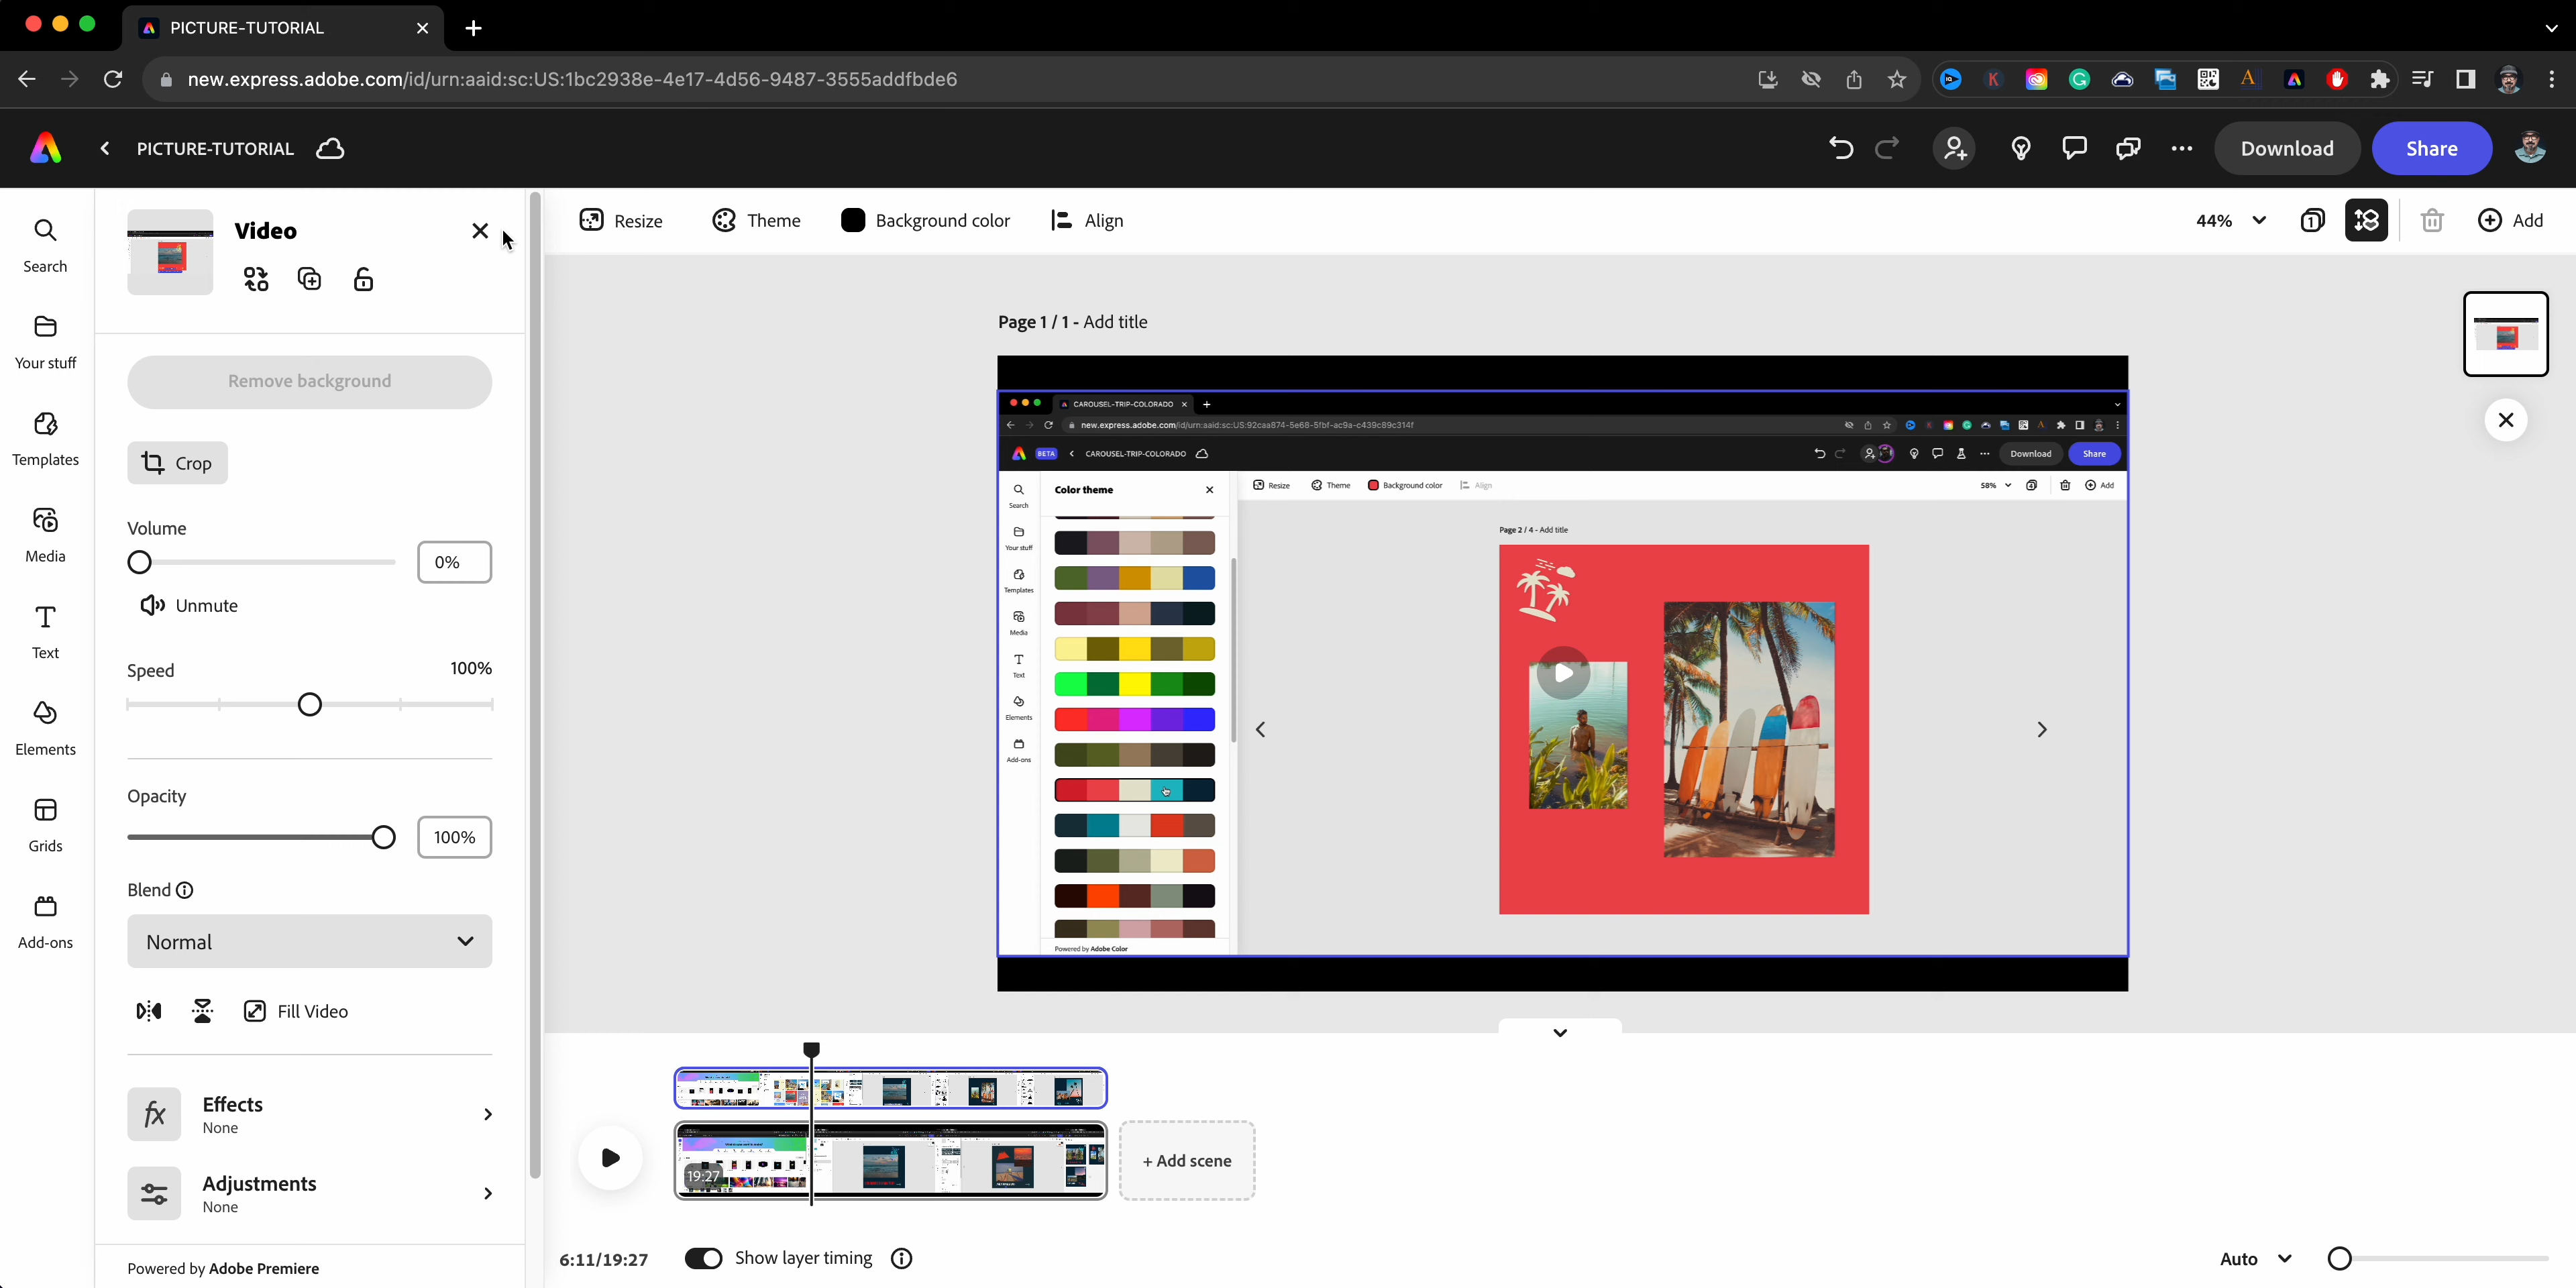 PICTURE-TUTORIAL
new.express.adobe.com/id/urn:aaid:sc:US:1bc2938e-4e17-4d56-9487-3555addfbde6
PICTURE-TUTORIAL
Download
Share
Search
Your stuff
Templates
Media
Text
Elements
Grids
Add-ons
Video
Remove background
Crop
Volume
0%
Unmute
Speed
100%
Opacity
100%
Blend
Normal
Fill Video
Effects
None
Adjustments
None
Powered by Adobe Premiere
Resize
Theme
Background color
Align
44%
Add
Page 1 / 1 - Add title
CAROUSEL-TRIP-COLORADO
new.express.adobe.com/id/urn:aaid:sc:US:92caa874-5e68-5fbf-ac9a-c439c89c314f
BETA
CAROUSEL-TRIP-COLORADO
Download
Share
Search
Your stuff
Templates
Media
Text
Elements
Add-ons
Color theme
Powered by Adobe Color
Resize
Theme
Background color
Align
58%
Add
Page 2 / 4 - Add title
19:27
+ Add scene
6:11/19:27
Show layer timing
Auto